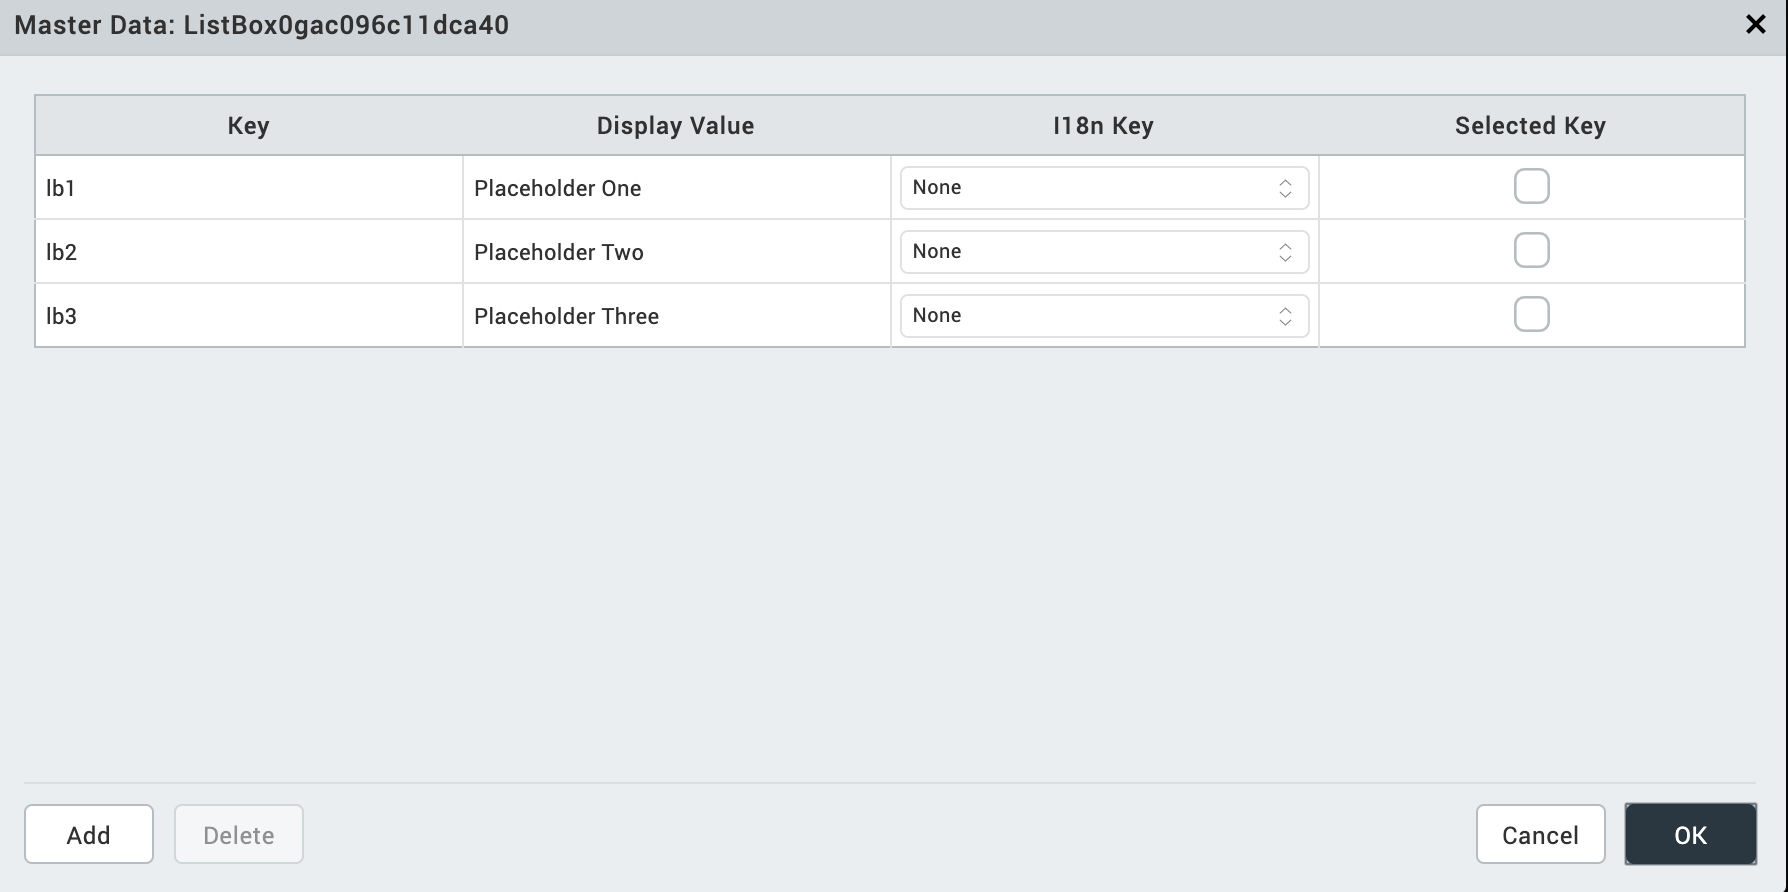 Master Data: ListBox0gac096c11dca40
Key Display Value I18n Key Selected Key
lb1 Placeholder One None
lb2 Placeholder Two None
lb3 Placeholder Three None
Add Delete Cancel OK